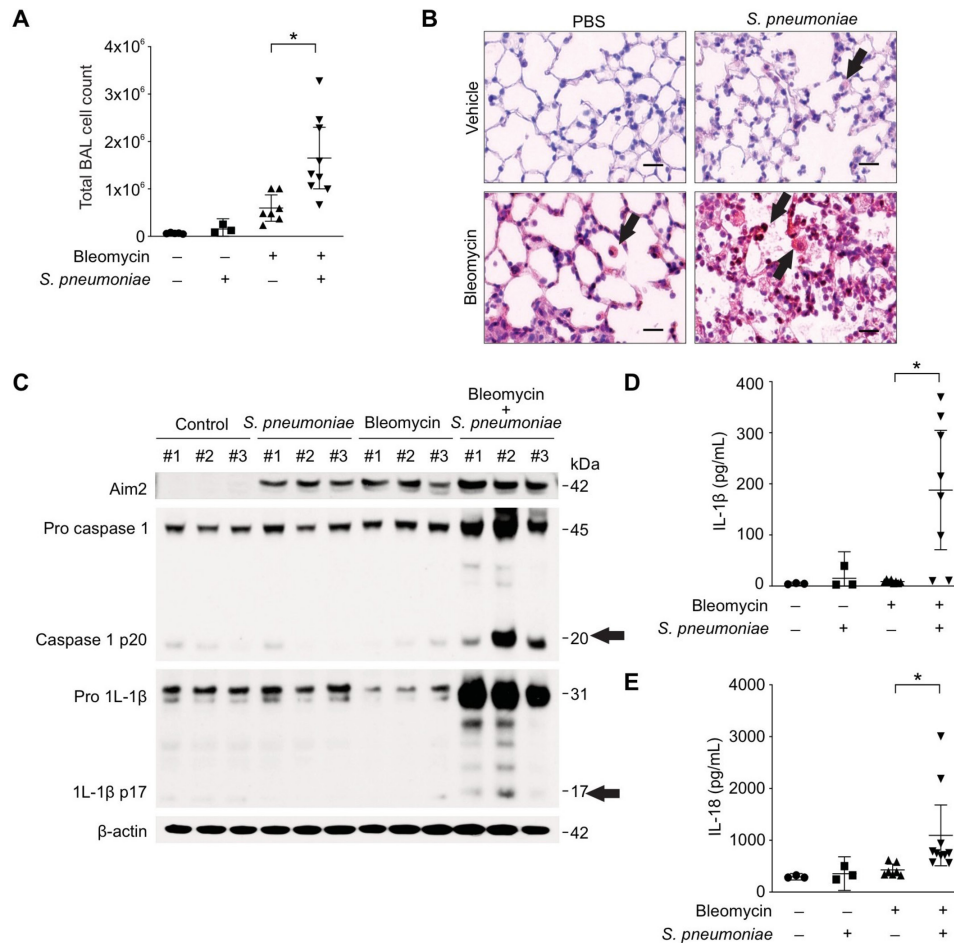 A
Total BAL cell count
4x10⁶
3x10⁶
2x10⁶
1x10⁶
0
*
Bleomycin – – + +
S. pneumoniae – + – +
B
PBS S. pneumoniae
Vehicle
Bleomycin
C
Control S. pneumoniae Bleomycin Bleomycin + S. pneumoniae
#1 #2 #3 #1 #2 #3 #1 #2 #3 #1 #2 #3 kDa
Aim2 -42
Pro caspase 1 -45
Caspase 1 p20 -20
Pro 1L-1β -31
1L-1β p17 -17
β-actin -42
D
IL-1β (pg/mL)
400
300
200
100
0
*
Bleomycin – – + +
S. pneumoniae – + – +
E
IL-18 (pg/mL)
4000
3000
2000
1000
0
*
Bleomycin – – + +
S. pneumoniae – + – +